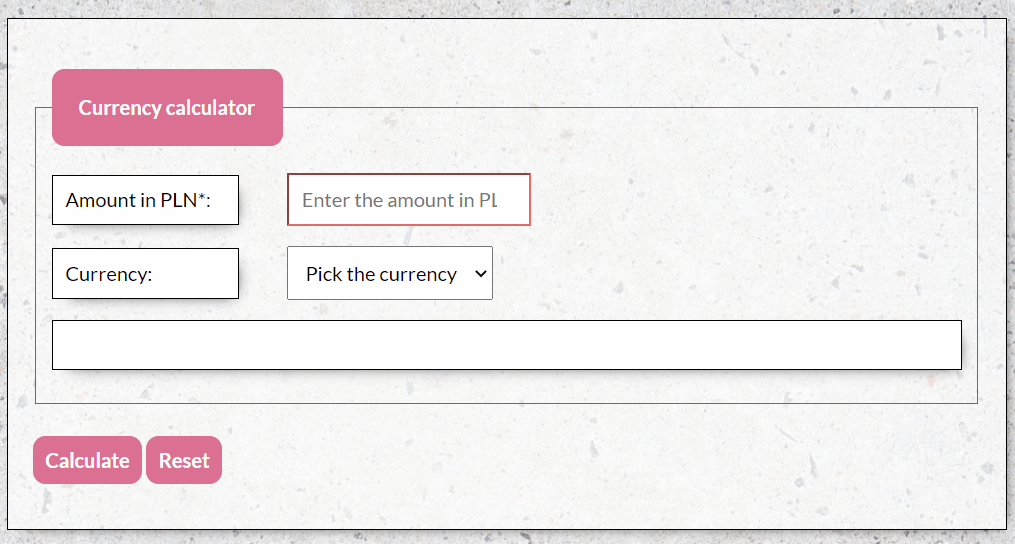 Currency calculator
Amount in PLN*:
Enter the amount in PL
Currency:
Pick the currency
Calculate Reset